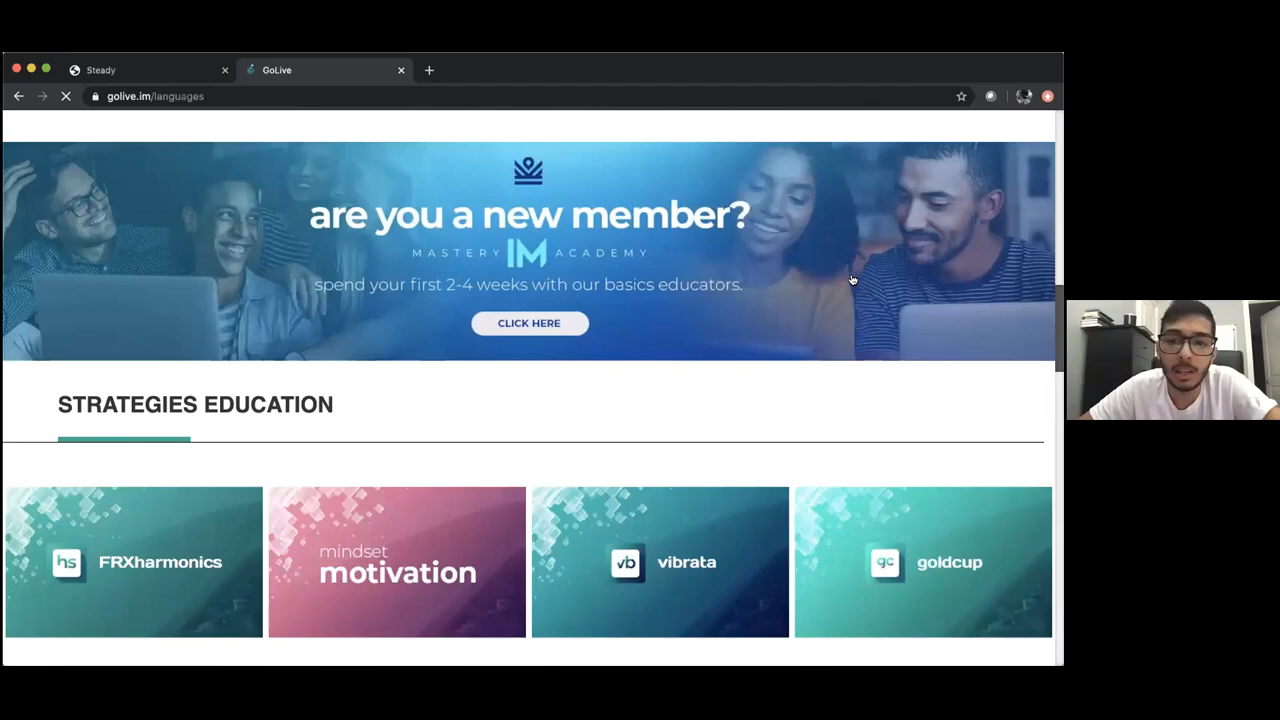 Steady
GoLive
golive.im/languages
are you a new member?
MASTERY IM ACADEMY
spend your first 2-4 weeks with our basics educators.
CLICK HERE
STRATEGIES EDUCATION
hs FRXharmonics
mindset
motivation
vb vibrata
gc goldcup